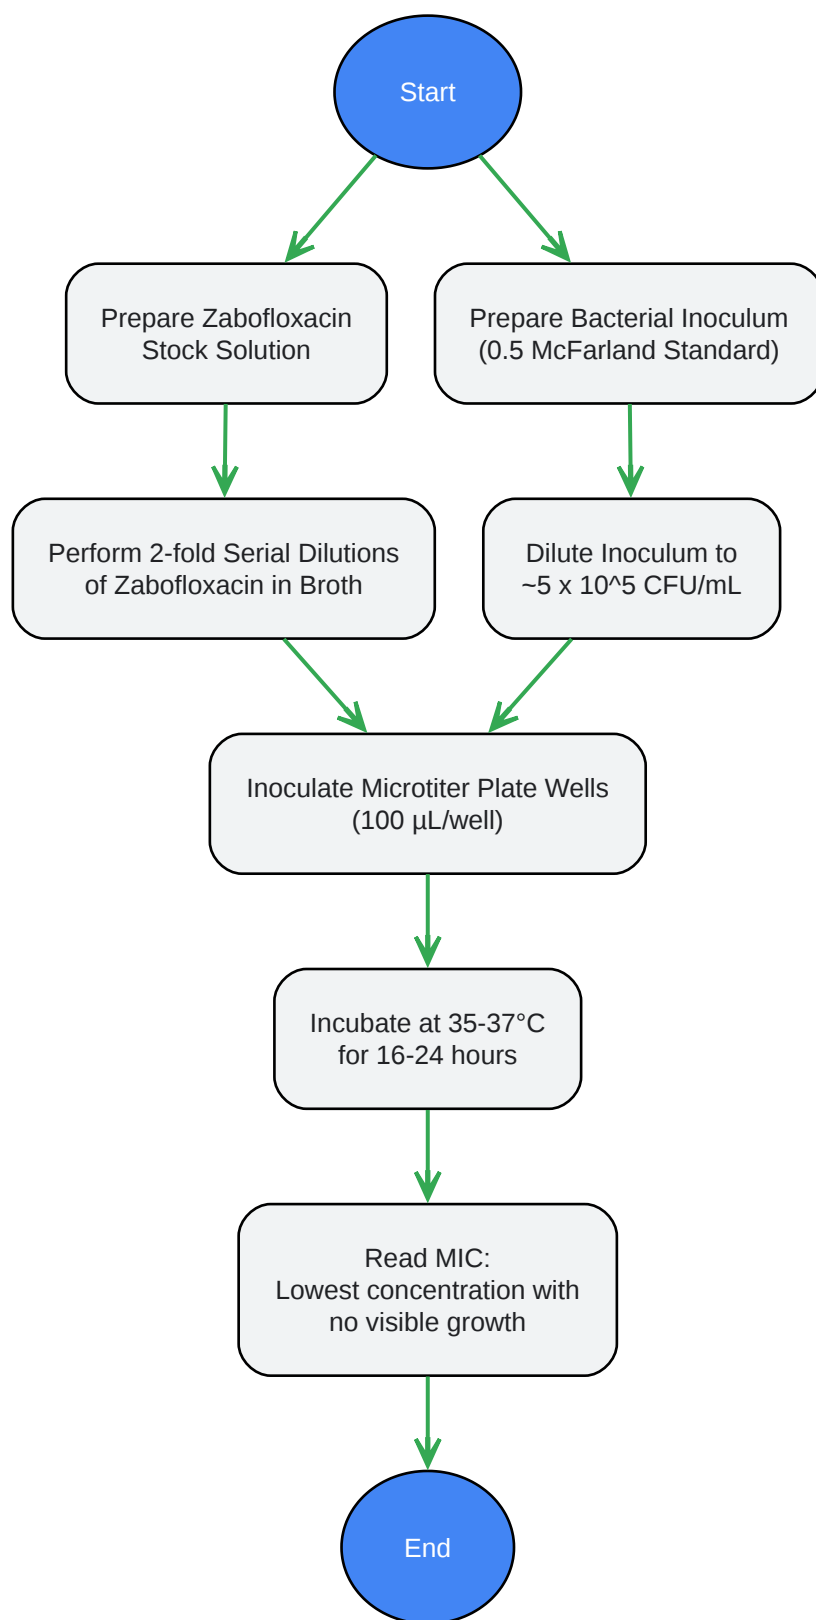 Start
Prepare Zabofloxacin
Stock Solution
Prepare Bacterial Inoculum
(0.5 McFarland Standard)
Perform 2-fold Serial Dilutions
of Zabofloxacin in Broth
Dilute Inoculum to
~5 x 10^5 CFU/mL
Inoculate Microtiter Plate Wells
(100 µL/well)
Incubate at 35-37°C
for 16-24 hours
Read MIC:
Lowest concentration with
no visible growth
End